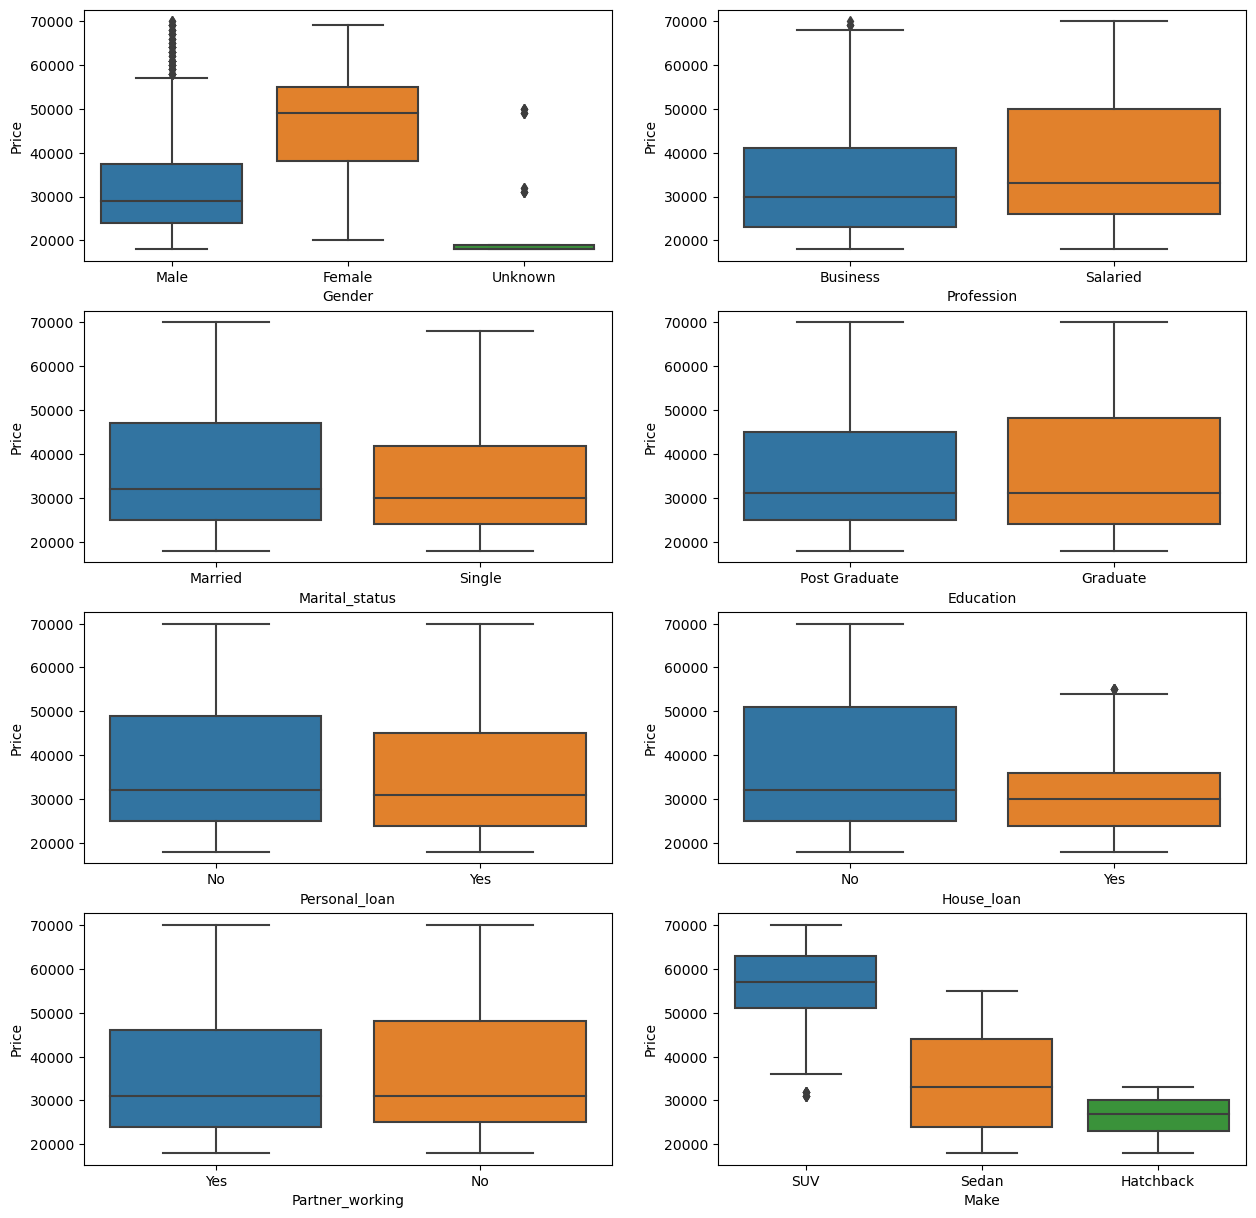 70000
60000
50000
40000
30000
20000
Price
Male Female Unknown
Gender
70000
60000
50000
40000
30000
20000
Price
Business Salaried
Profession
70000
60000
50000
40000
30000
20000
Price
Married Single
Marital_status
70000
60000
50000
40000
30000
20000
Price
Post Graduate Graduate
Education
70000
60000
50000
40000
30000
20000
Price
No Yes
Personal_loan
70000
60000
50000
40000
30000
20000
Price
No Yes
House_loan
70000
60000
50000
40000
30000
20000
Price
Yes No
Partner_working
70000
60000
50000
40000
30000
20000
Price
SUV Sedan Hatchback
Make